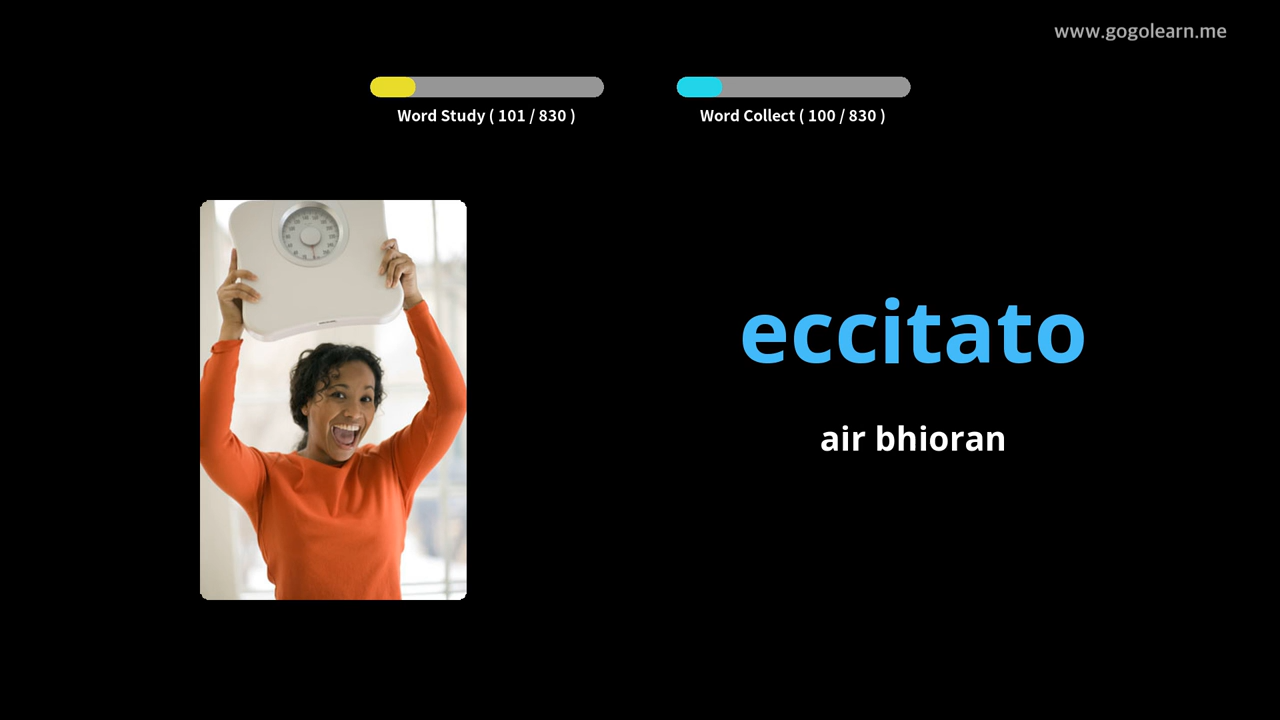 www.gogolearn.me
Word Study ( 101 / 830 )
Word Collect ( 100 / 830 )
eccitato
air bhioran